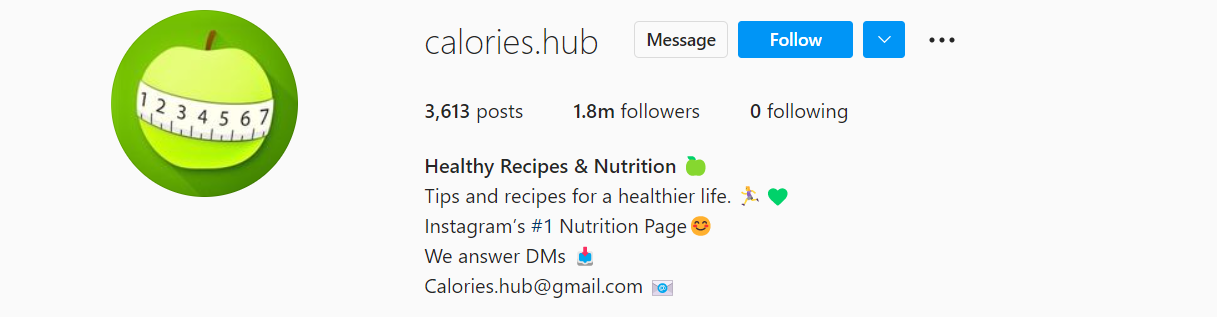 calories.hub Message Follow
3,613 posts 1.8m followers 0 following
1 2 3 4 5 6 7
Healthy Recipes & Nutrition 🍏
Tips and recipes for a healthier life. 🏃‍♀️ 💚
Instagram’s #1 Nutrition Page😊
We answer DMs 📥
Calories.hub@gmail.com 📧